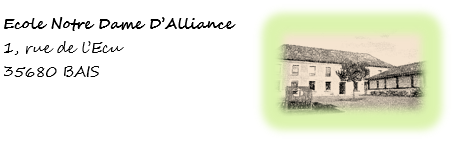 Ecole Notre Dame D'Alliance
1, rue de l'Ecu
35680 BAIS